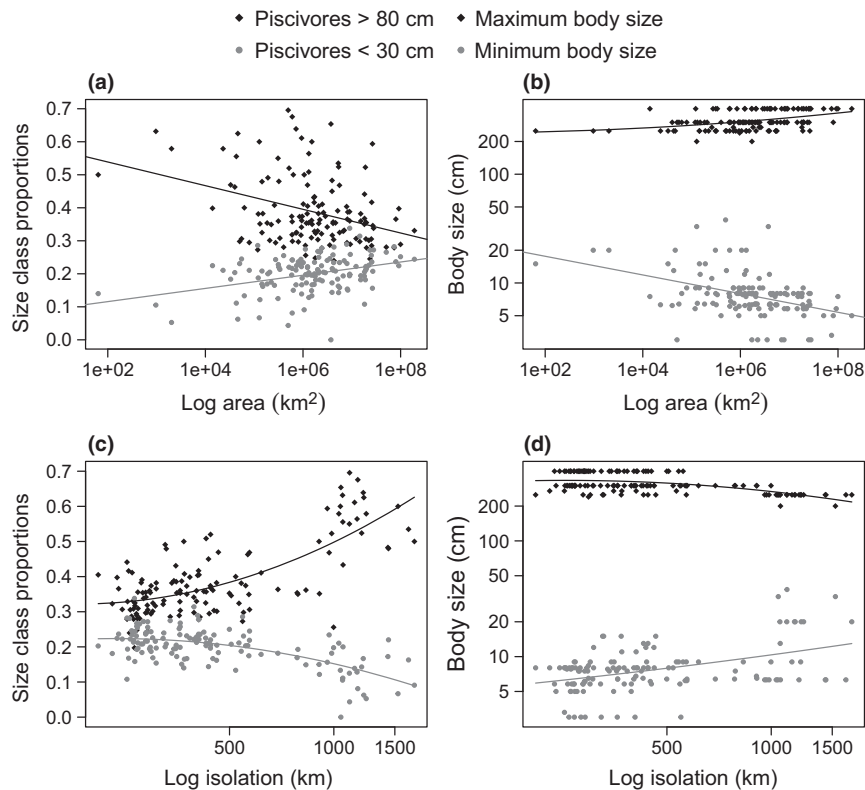 Piscivores > 80 cm
Maximum body size
Piscivores < 30 cm
Minimum body size
(a)
(b)
0.7
0.6
0.5
0.4
0.3
0.2
0.1
0.0
Size class proportions
1e+02
1e+04
1e+06
1e+08
Log area (km²)
200
100
50
20
10
5
Body size (cm)
1e+02
1e+04
1e+06
1e+08
Log area (km²)
(c)
(d)
0.7
0.6
0.5
0.4
0.3
0.2
0.1
0.0
Size class proportions
500
1000
1500
Log isolation (km)
200
100
50
20
10
5
Body size (cm)
500
1000
1500
Log isolation (km)